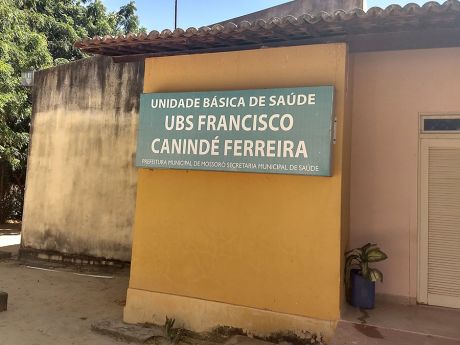 UNIDADE BÁSICA DE SAÚDE
UBS FRANCISCO
CANINDÉ FERREIRA
PREFEITURA MUNICIPAL DE MOSSORÓ SECRETARIA MUNICIPAL DE SAÚDE